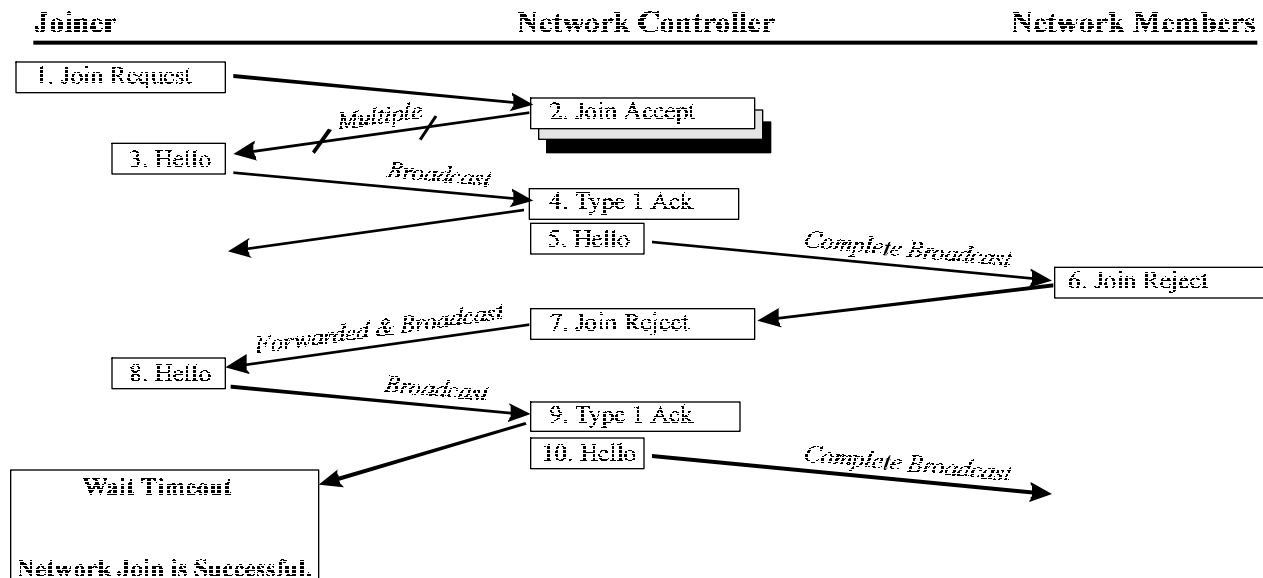 Joiner Network Controller Network Members
1. Join Request
2. Join Accept
Multiple
3. Hello
Broadcast
4. Type 1 Ack
5. Hello
Complete Broadcast
6. Join Reject
7. Join Reject
Forwarded & Broadcast
8. Hello
Broadcast
9. Type 1 Ack
10. Hello
Complete Broadcast
Wait Timeout
Network Join is Successful.